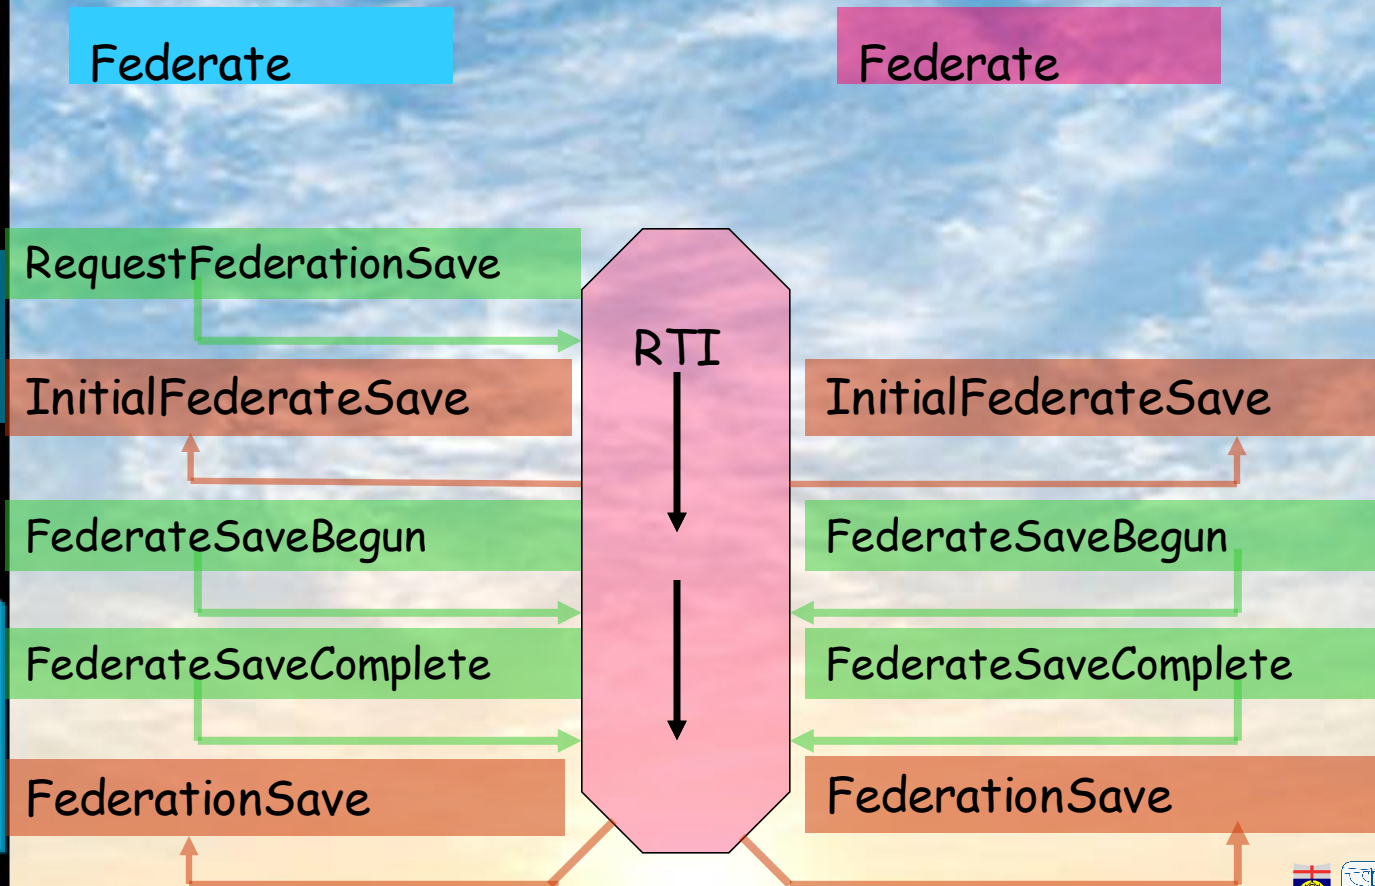 Federate
Federate
RequestFederationSave
RTI
InitialFederateSave
InitialFederateSave
FederateSaveBegun
FederateSaveBegun
FederateSaveComplete
FederateSaveComplete
FederationSave
FederationSave